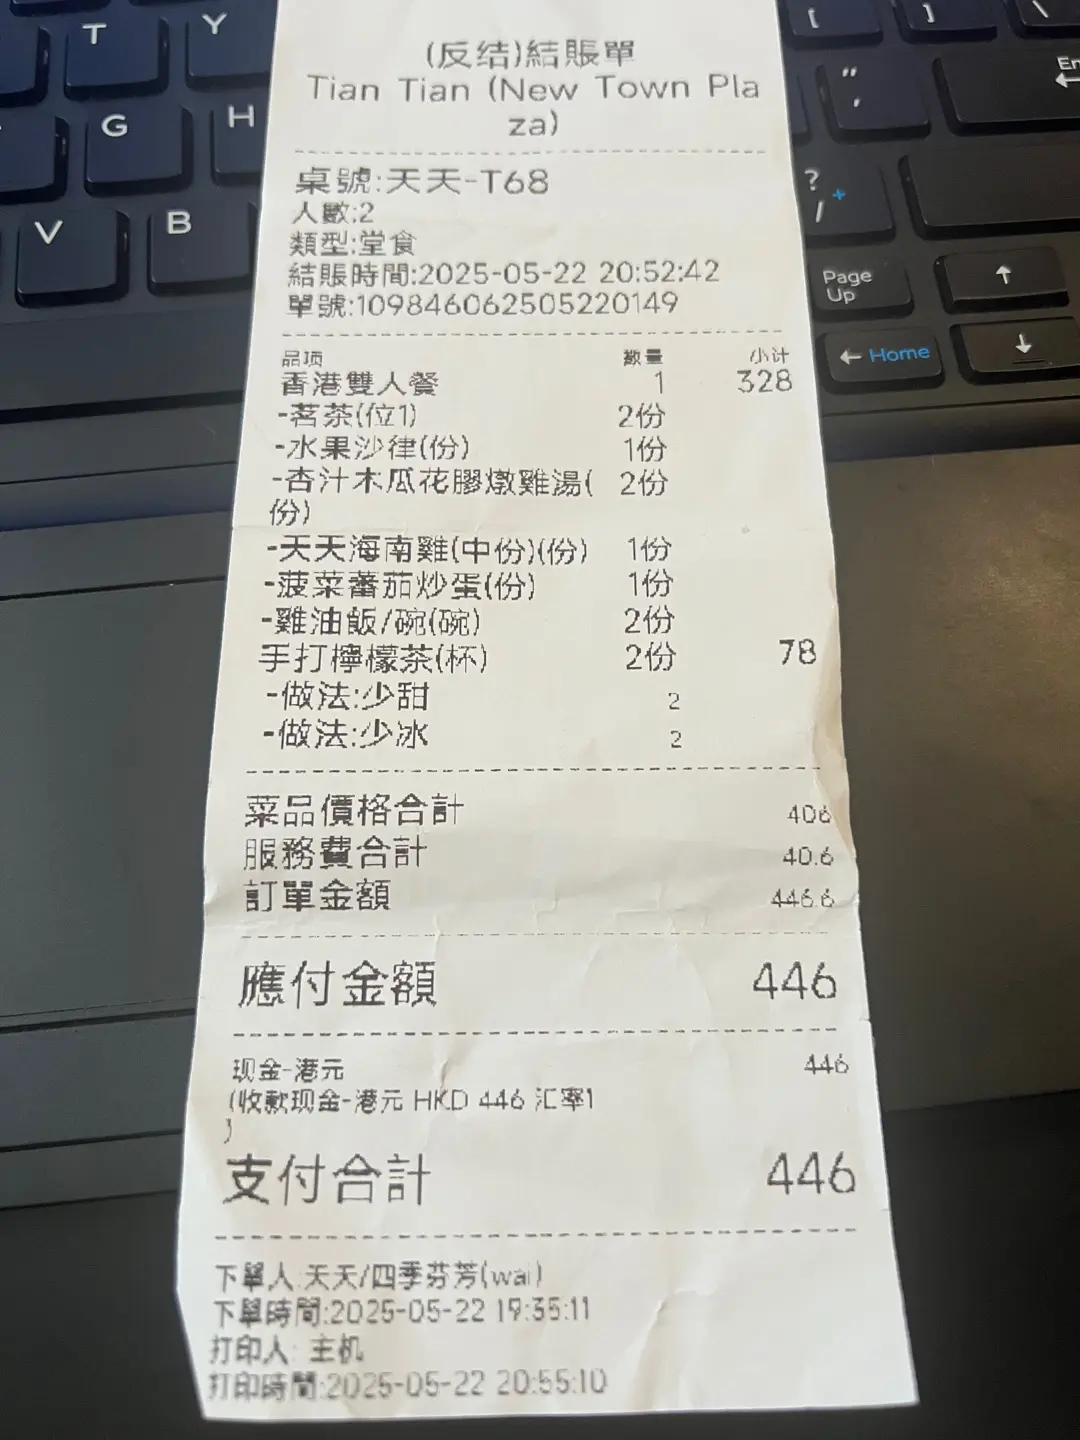 T
Y
[
]
\
G
H
"
'
En
V
B
?
/
+
Page
Up
↑
← Home
↓
(反结)結賬單
Tian Tian (New Town Pla
za)
桌號:天天-T68
人數:2
類型:堂食
結賬時間:2025-05-22 20:52:42
單號:109846062505220149
品项 數量 小计
香港雙人餐 1 328
-茗茶(位1) 2份
-水果沙律(份) 1份
-杏汁木瓜花膠燉雞湯( 2份
份)
-天天海南雞(中份)(份) 1份
-菠菜蕃茄炒蛋(份) 1份
-雞油飯/碗(碗) 2份
手打檸檬茶(杯) 2份 78
-做法:少甜 2
-做法:少冰 2
菜品價格合計 406
服務費合計 40.6
訂單金額 446.6
應付金額 446
现金-港元 446
(收款现金-港元 HKD 446 汇率1
)
支付合計 446
下單人:天天/四季芬芳(wai)
下單時間:2025-05-22 19:35:11
打印人: 主机
打印時間:2025-05-22 20:55:10